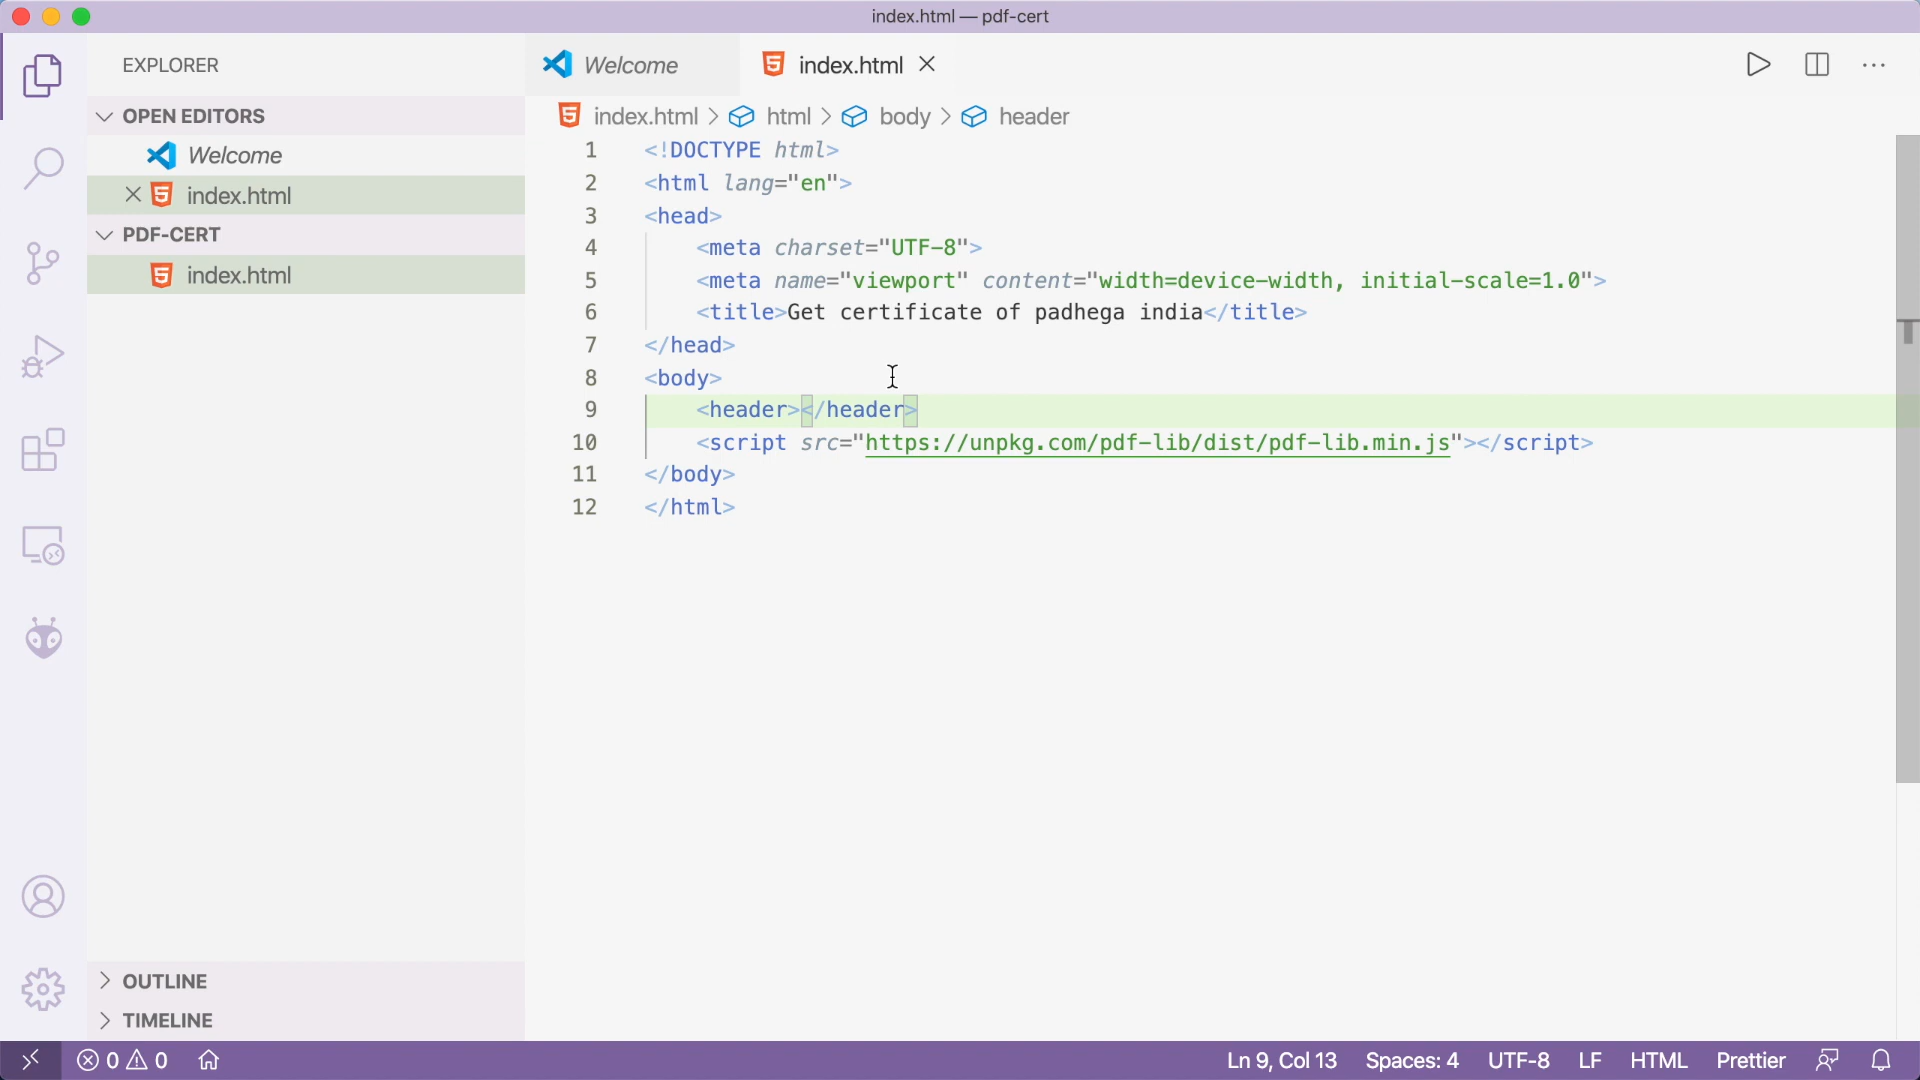 index.html — pdf-cert
EXPLORER
OPEN EDITORS
Welcome
index.html
PDF-CERT
index.html
OUTLINE
TIMELINE
Welcome
index.html
index.html > html > body > header
1 <!DOCTYPE html>
2 <html lang="en">
3 <head>
4 <meta charset="UTF-8">
5 <meta name="viewport" content="width=device-width, initial-scale=1.0">
6 <title>Get certificate of padhega india</title>
7 </head>
8 <body>
9 <header></header>
10 <script src="https://unpkg.com/pdf-lib/dist/pdf-lib.min.js"></script>
11 </body>
12 </html>
0 0
Ln 9, Col 13 Spaces: 4 UTF-8 LF HTML Prettier